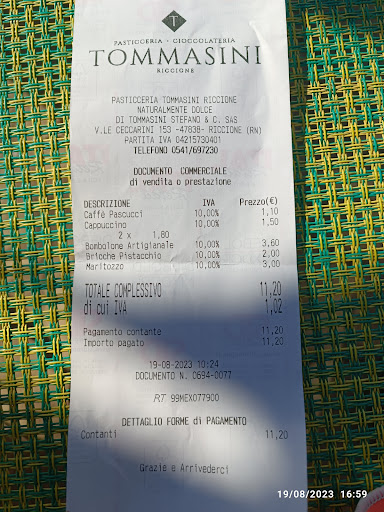 T
PASTICCERIA · CIOCCOLATERIA
TOMMASINI
RICCIONE
PASTICCERIA TOMMASINI RICCIONE
NATURALMENTE DOLCE
DI TOMMASINI STEFANO & C. SAS
V.LE CECCARINI 153 -47838- RICCIONE (RN)
PARTITA IVA 04215730401
TELEFONO 0541/697230
DOCUMENTO COMMERCIALE
di vendita o prestazione
DESCRIZIONE IVA Prezzo(€)
Caffè Pascucci 10,00% 1,10
Cappuccino 10,00% 1,50
2 x 1,80
Bombolone Artigianale 10,00% 3,60
Brioche Pistacchio 10,00% 2,00
Maritozzo 10,00% 3,00
TOTALE COMPLESSIVO 11,20
di cui IVA 1,02
Pagamento contante 11,20
Importo pagato 11,20
19-08-2023 10:24
DOCUMENTO N. 0694-0077
RT 99MEX077900
DETTAGLIO FORME di PAGAMENTO
Contanti 11,20
Grazie e Arrivederci
19/08/2023 16:59